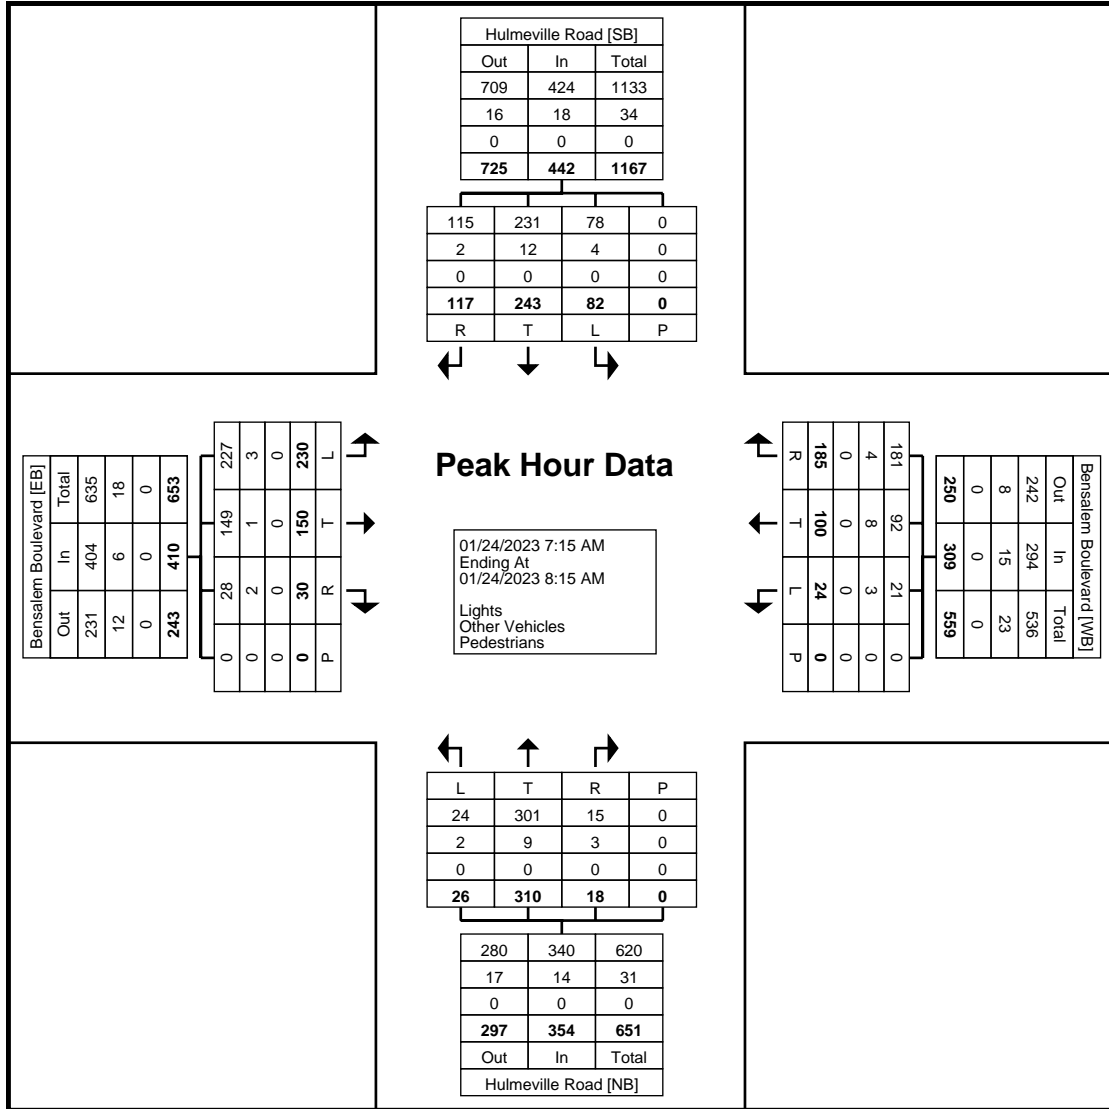 Hulmeville Road [SB]
Out In Total
709 424 1133
16 18 34
0 0 0
725 442 1167
115 231 78 0
2 12 4 0
0 0 0 0
117 243 82 0
R T L P
Bensalem Boulevard [EB]
Total In Out
635 404 231
18 6 12
0 0 0
653 410 243
227 149 28 0
3 1 2 0
0 0 0 0
230 150 30 0
L T R P
Peak Hour Data
01/24/2023 7:15 AM
Ending At
01/24/2023 8:15 AM
Lights
Other Vehicles
Pedestrians
R T L P
185 100 24 0
0 0 0 0
4 8 3 0
181 92 21 0
Bensalem Boulevard [WB]
Out In Total
242 294 536
8 15 23
0 0 0
250 309 559
L T R P
24 301 15 0
2 9 3 0
0 0 0 0
26 310 18 0
280 340 620
17 14 31
0 0 0
297 354 651
Out In Total
Hulmeville Road [NB]